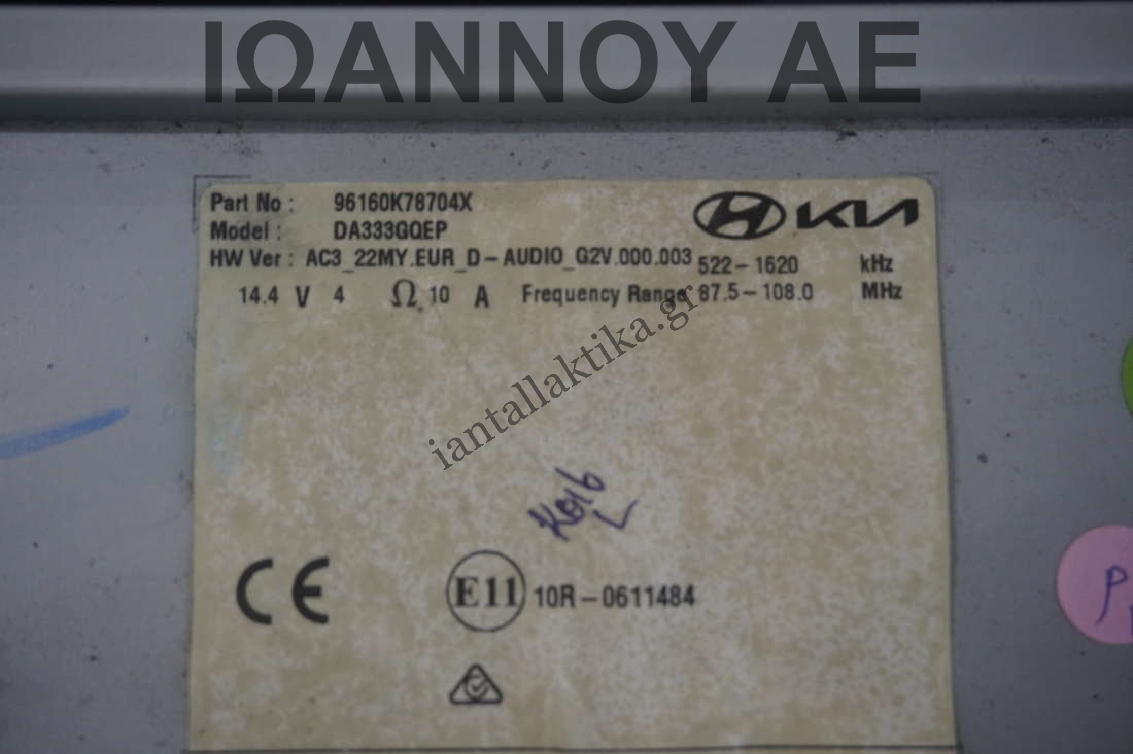 ΙΩΑΝΝΟΥ ΑΕ
Part No : 96160K78704X
KIA
Model : DA333GQEP
HW Ver : AC3_22MY.EUR_D-AUDIO_G2V.000.003 522-1620 kHz
14.4 V 4 Ω, 10 A Frequency Range 87.5-108.0 MHz
iantallaktika.gr
CE E11 10R-0611484
P